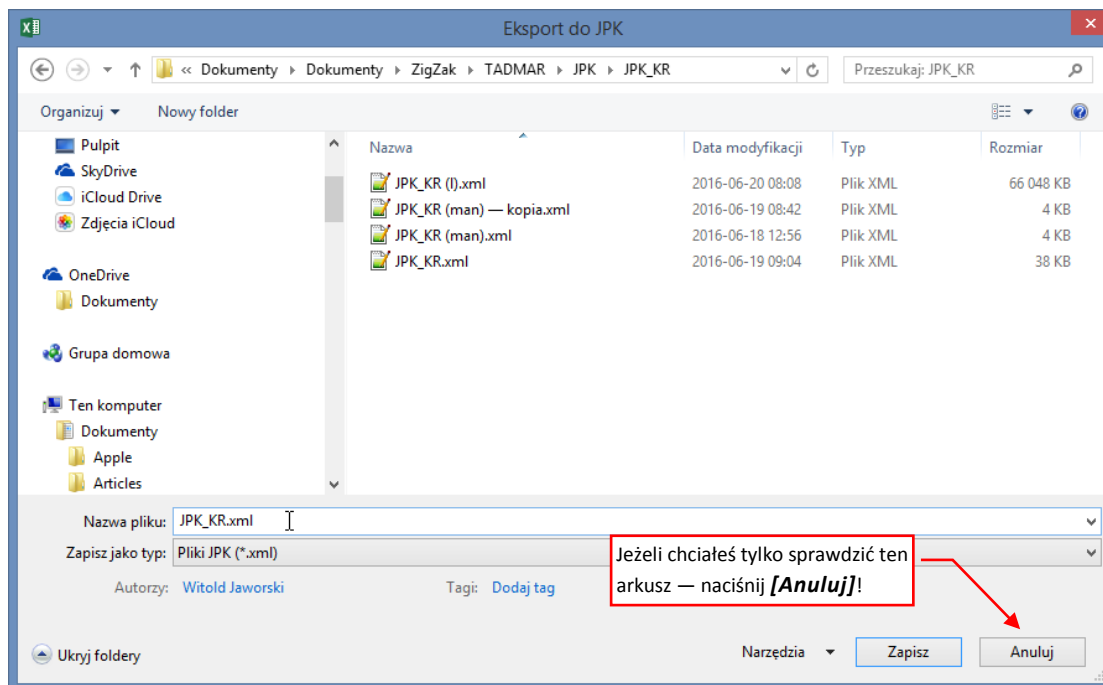 Eksport do JPK
« Dokumenty Dokumenty ZigZak TADMAR JPK JPK_KR
Przeszukaj: JPK_KR
Organizuj Nowy folder
Pulpit
SkyDrive
iCloud Drive
Zdjęcia iCloud
OneDrive
Dokumenty
Grupa domowa
Ten komputer
Dokumenty
Apple
Articles
Nazwa Data modyfikacji Typ Rozmiar
JPK_KR (l).xml 2016-06-20 08:08 Plik XML 66 048 KB
JPK_KR (man) — kopia.xml 2016-06-19 08:42 Plik XML 4 KB
JPK_KR (man).xml 2016-06-18 12:56 Plik XML 4 KB
JPK_KR.xml 2016-06-19 09:04 Plik XML 38 KB
Nazwa pliku: JPK_KR.xml
Zapisz jako typ: Pliki JPK (*.xml)
Autorzy: Witold Jaworski Tagi: Dodaj tag
Jeżeli chciałeś tylko sprawdzić ten
arkusz — naciśnij [Anuluj]!
Ukryj foldery Narzędzia Zapisz Anuluj